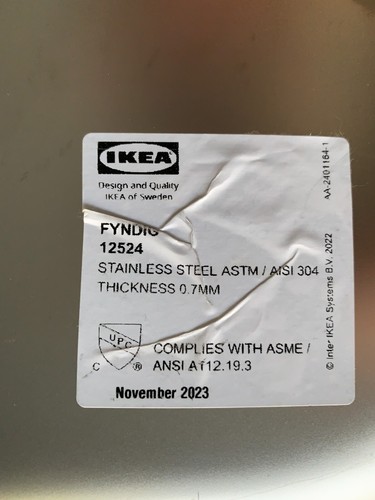 IKEA
Design and Quality
IKEA of Sweden
FYNDIG
12524
STAINLESS STEEL ASTM / AISI 304
THICKNESS 0.7MM
UPC
C ®
COMPLIES WITH ASME /
ANSI A112.19.3
November 2023
AA-2401164-1
© Inter IKEA Systems B.V. 2022